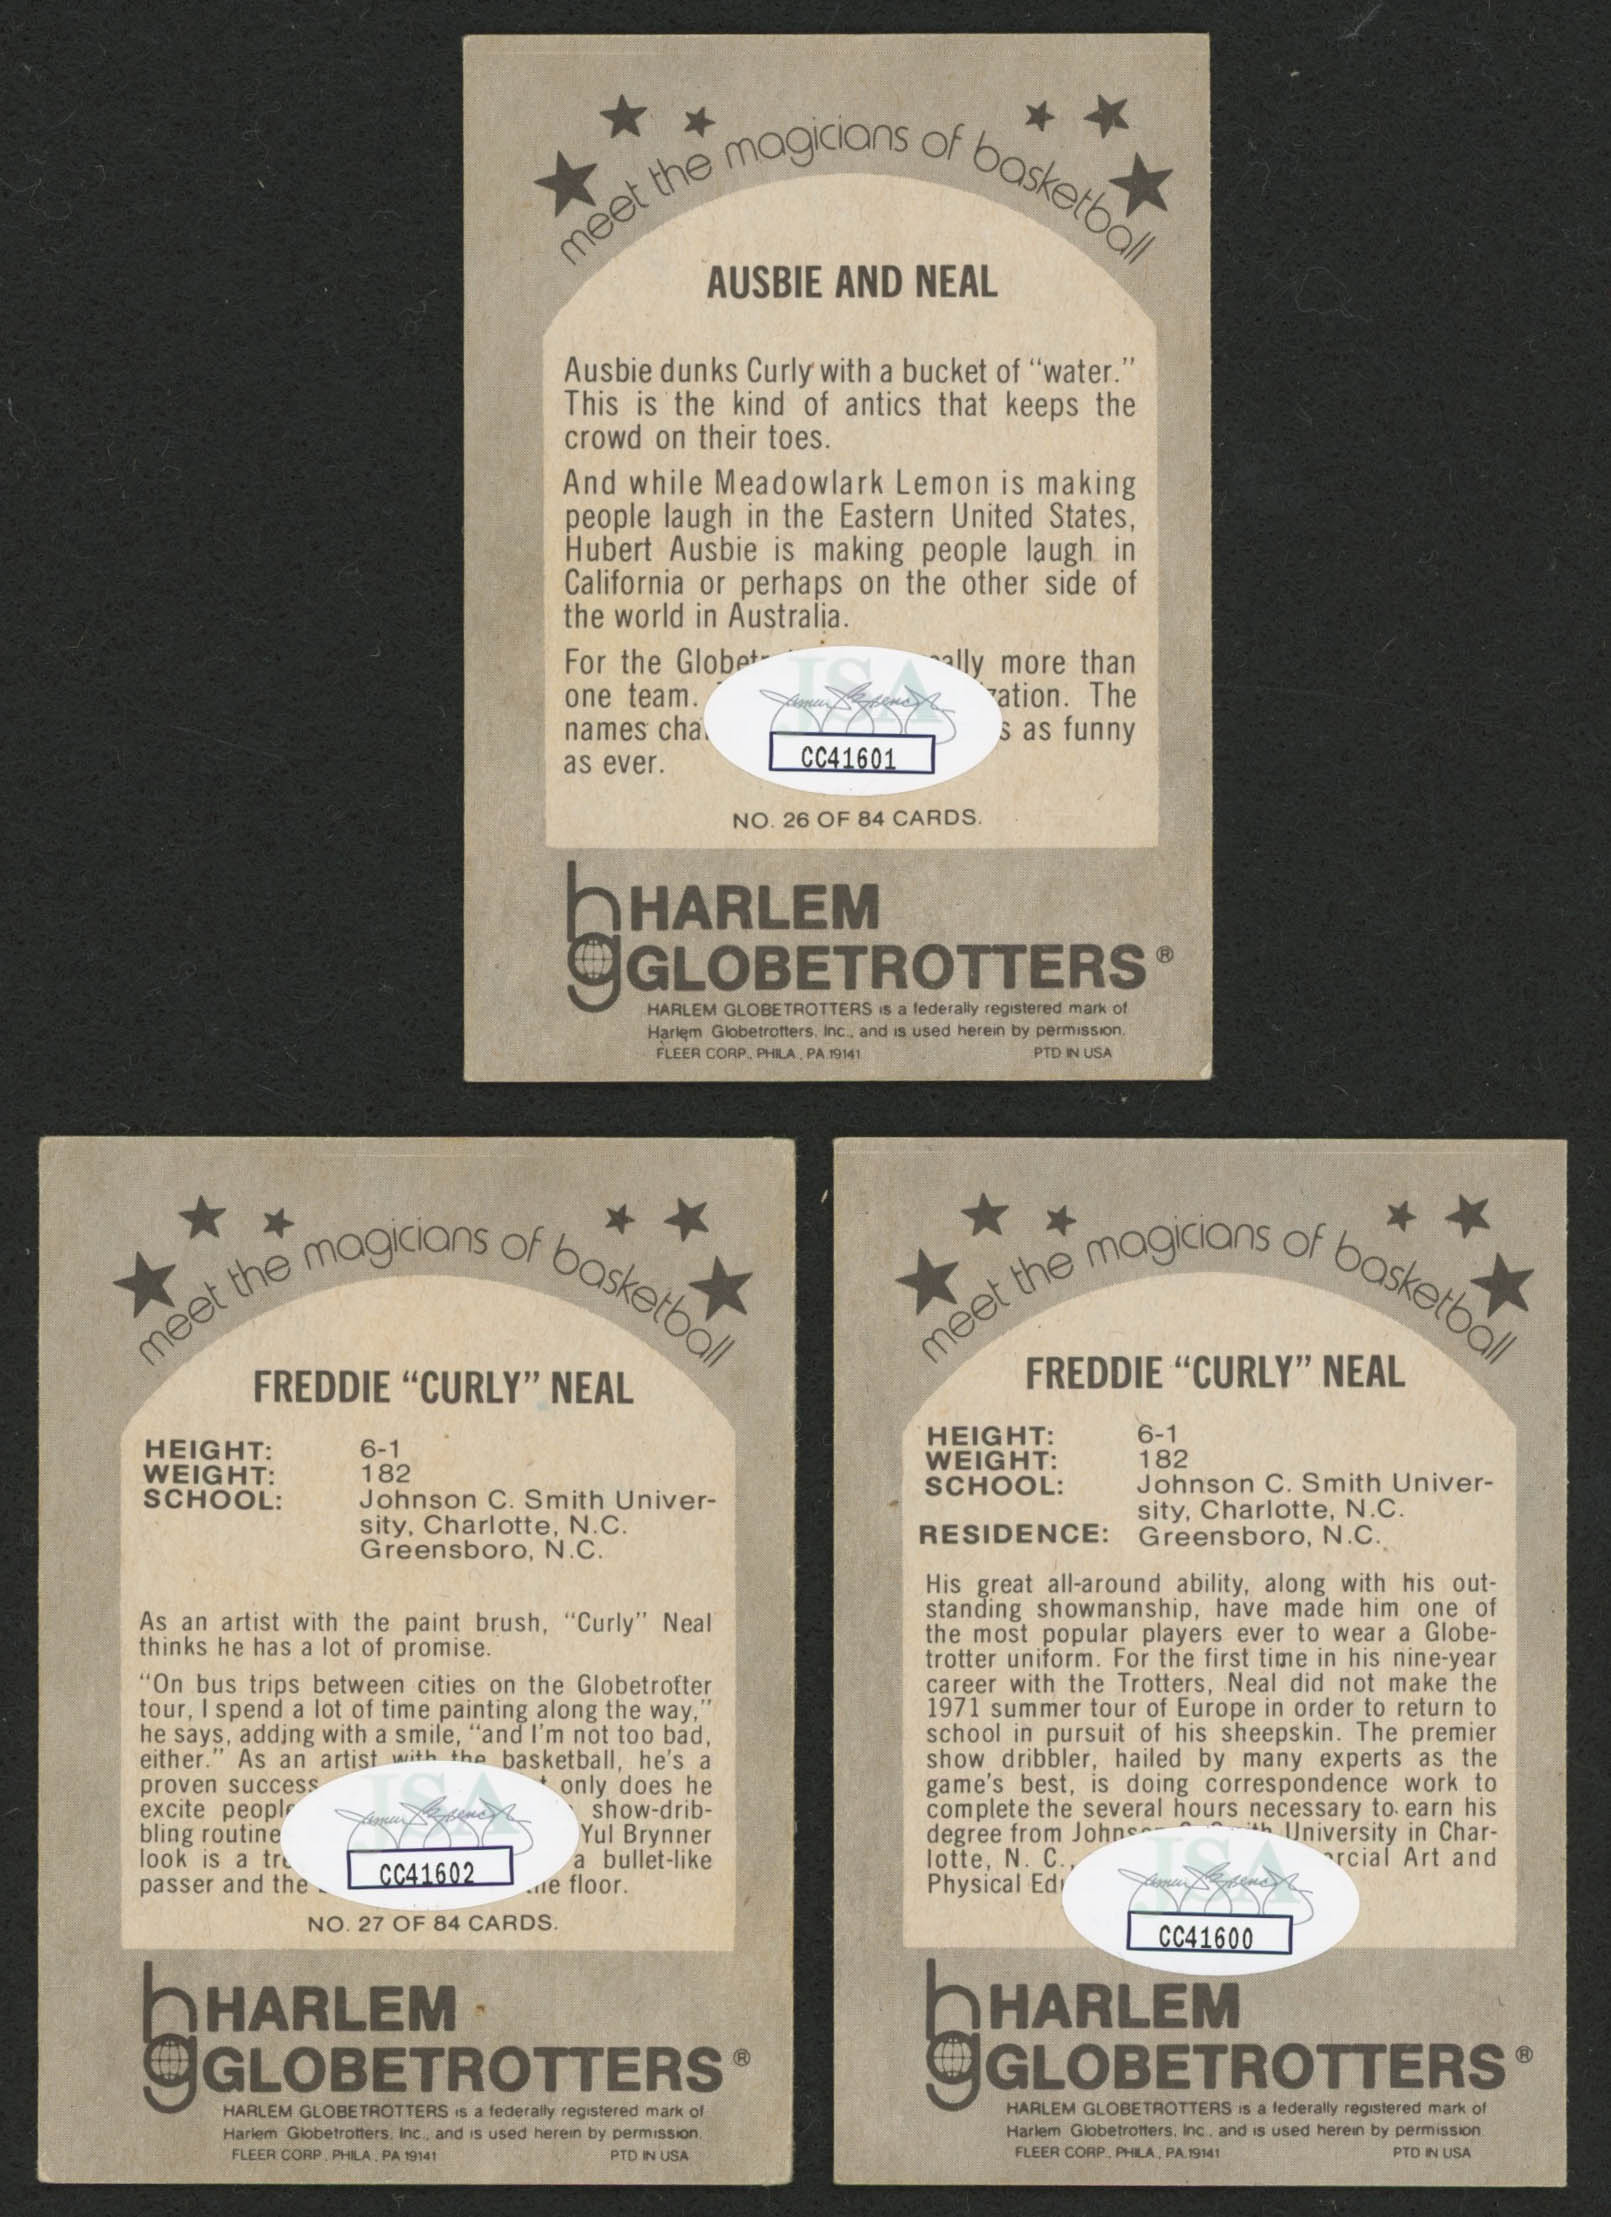 meet the magicians of basketball
AUSBIE AND NEAL
Ausbie dunks Curly with a bucket of “water.”
This is the kind of antics that keeps the
crowd on their toes.
And while Meadowlark Lemon is making
people laugh in the Eastern United States,
Hubert Ausbie is making people laugh in
California or perhaps on the other side of
the world in Australia.
For the more than
one team. The
names as funny
as ever.
JSA
CC41601
NO. 26 OF 84 CARDS.
hg HARLEM
GLOBETROTTERS®
HARLEM GLOBETROTTERS is a federally registered mark of
Harlem Globetrotters, Inc., and is used herein by permission.
FLEER CORP., PHILA., PA 19141 PTD IN USA
meet the magicians of basketball
FREDDIE “CURLY” NEAL
HEIGHT: 6-1
WEIGHT: 182
SCHOOL: Johnson C. Smith Univer-
sity, Charlotte, N.C.
Greensboro, N.C.
As an artist with the paint brush, “Curly” Neal
thinks he has a lot of promise.
“On bus trips between cities on the Globetrotter
tour, I spend a lot of time painting along the way,”
he says, adding with a smile, “and I'm not too bad,
either.” As an artist with the basketball, he's a
proven success only does he
excite people show-drib-
bling routine Yul Brynner
look is a a bullet-like
passer and the floor.
JSA
CC41602
NO. 27 OF 84 CARDS.
hg HARLEM
GLOBETROTTERS®
HARLEM GLOBETROTTERS is a federally registered mark of
Harlem Globetrotters, Inc., and is used herein by permission.
FLEER CORP., PHILA., PA 19141 PTD IN USA
meet the magicians of basketball
FREDDIE “CURLY” NEAL
HEIGHT: 6-1
WEIGHT: 182
SCHOOL: Johnson C. Smith Univer-
sity, Charlotte, N.C.
RESIDENCE: Greensboro, N.C.
His great all-around ability, along with his out-
standing showmanship, have made him one of
the most popular players ever to wear a Globe-
trotter uniform. For the first time in his nine-year
career with the Trotters, Neal did not make the
1971 summer tour of Europe in order to return to
school in pursuit of his sheepskin. The premier
show dribbler, hailed by many experts as the
game's best, is doing correspondence work to
complete the several hours necessary to earn his
degree from Johnson C. Smith University in Char-
lotte, N. C., Art and
Physical
JSA
CC41600
hg HARLEM
GLOBETROTTERS®
HARLEM GLOBETROTTERS is a federally registered mark of
Harlem Globetrotters, Inc., and is used herein by permission.
FLEER CORP., PHILA., PA. 19141 PTD IN USA